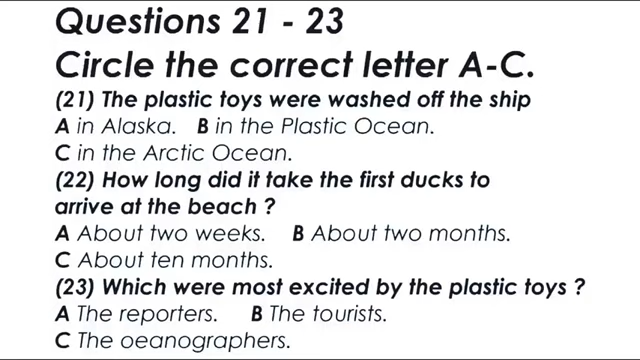 Questions 21 - 23
Circle the correct letter A-C.
(21) The plastic toys were washed off the ship
A in Alaska. B in the Plastic Ocean.
C in the Arctic Ocean.
(22) How long did it take the first ducks to
arrive at the beach ?
A About two weeks. B About two months.
C About ten months.
(23) Which were most excited by the plastic toys ?
A The reporters. B The tourists.
C The oeanographers.